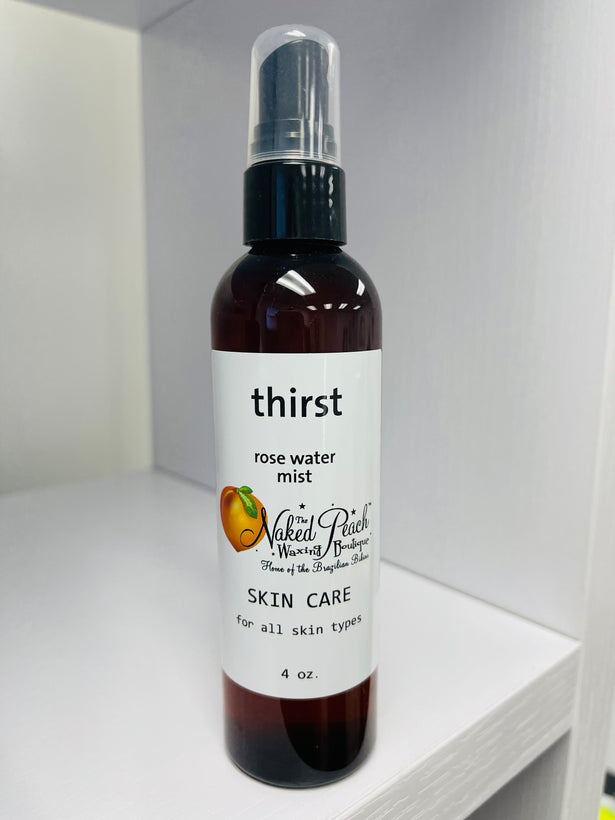 thirst
rose water
mist
The
Naked Peach™
Waxing Boutique
Home of the Brazilian Bikini
SKIN CARE
for all skin types
4 oz.